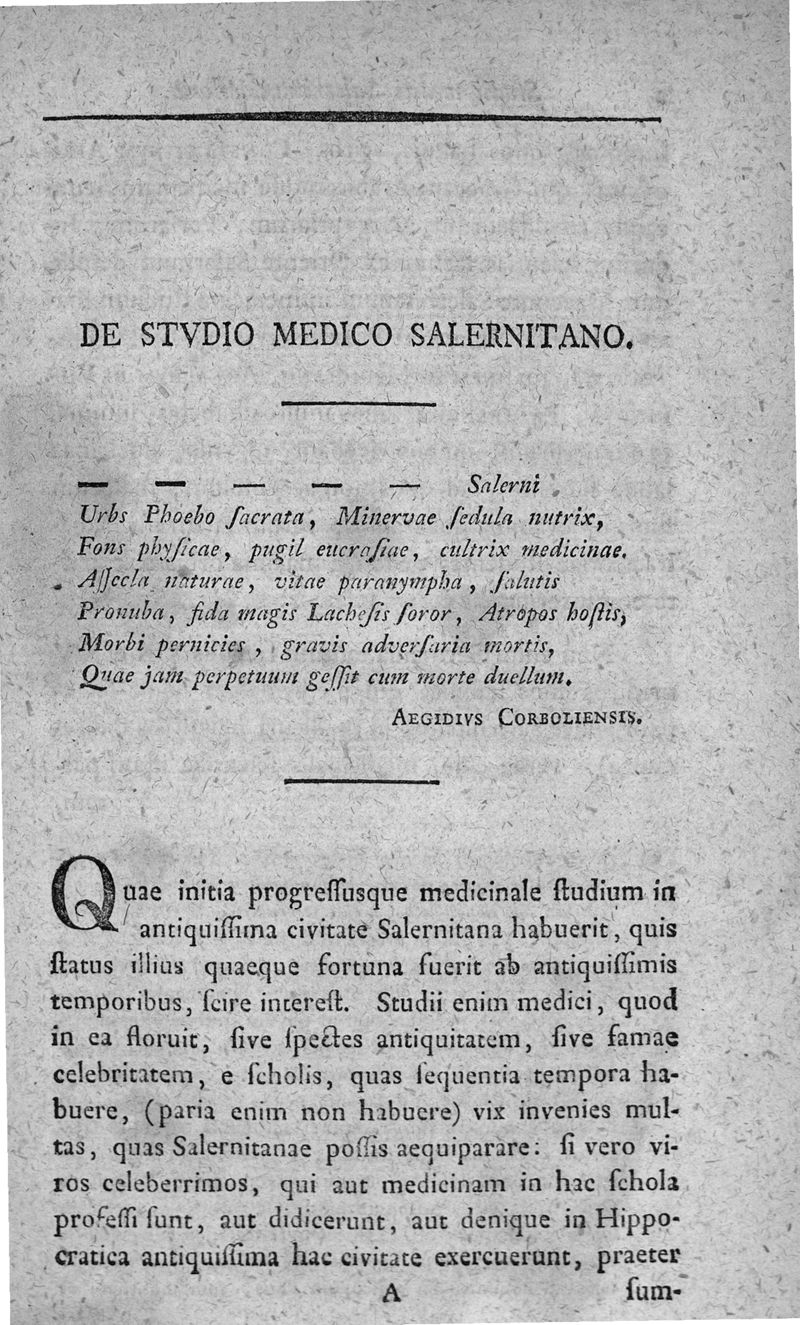 DE STVDIO MEDICO SALERNITANO.
— — — — — Salerni
Urbs Phoebo ſacrata, Minervae ſedula nutrix,
Fons phyſicae, pugil eucraſiae, cultrix medicinae.
Aſſecla naturae, vitae paranympha, ſalutis
Pronuba, fida magis Lacheſis ſoror, Atropos hoſtis,
Morbi pernicies, gravis adverſaria mortis,
Quae jam perpetuum geſſit cum morte duellum.
AEGIDIVS CORBOLIENSIS.
Quae initia progreſſusque medicinale ſtudium in
antiquiſſima civitate Salernitana habuerit, quis
ſtatus illius quaeque fortuna fuerit ab antiquiſſimis
temporibus, ſcire intereſt. Studii enim medici, quod
in ea floruit, ſive ſpectes antiquitatem, ſive famae
celebritatem, e ſcholis, quas ſequentia tempora ha-
buere, (paria enim non habuere) vix invenies mul-
tas, quas Salernitanae poſſis aequiparare: ſi vero vi-
ros celeberrimos, qui aut medicinam in hac ſchola
profeſſi ſunt, aut didicerunt, aut denique in Hippo-
cratica antiquiſſima hac civitate exercuerunt, praeter
A ſum-